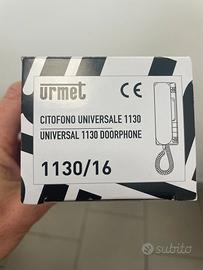 urmet
CE
CITOFONO UNIVERSALE 1130
UNIVERSAL 1130 DOORPHONE
1130/16
subito